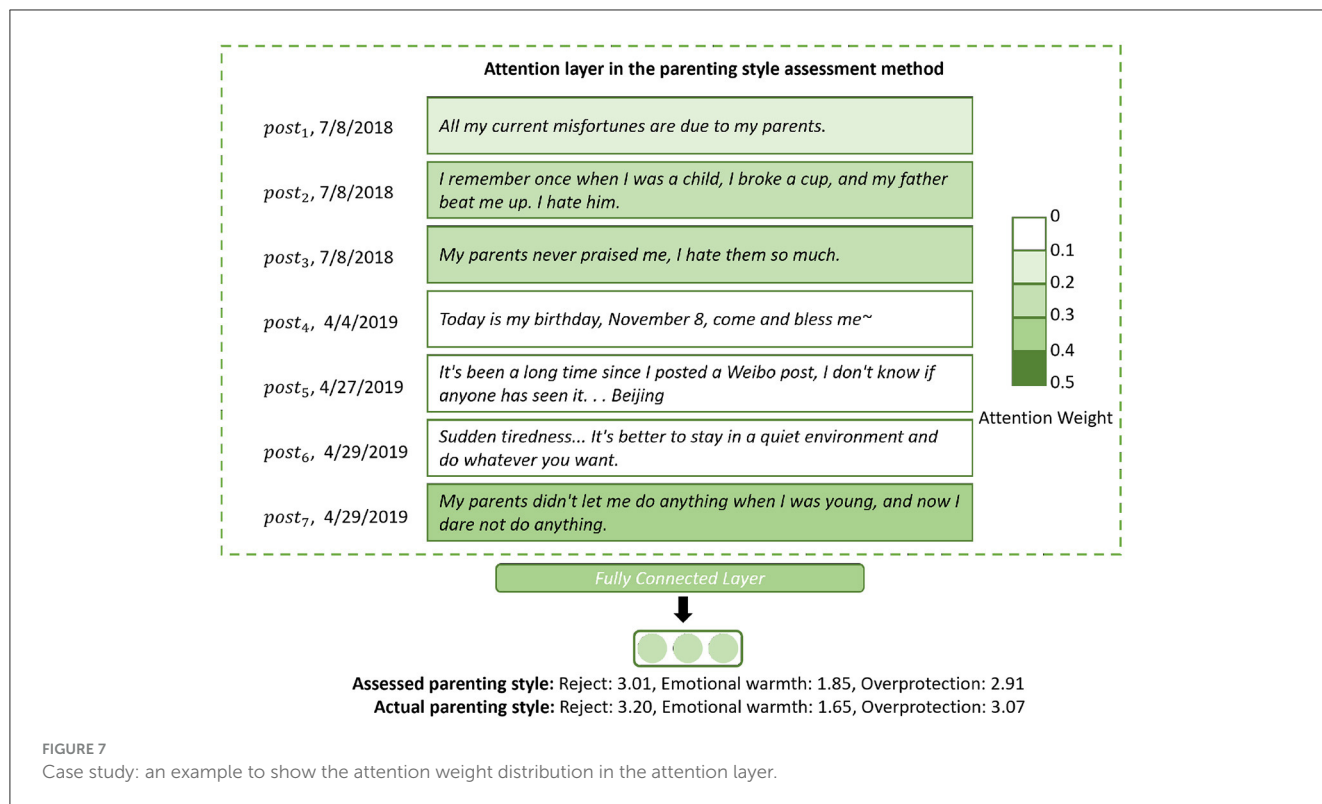 Attention layer in the parenting style assessment method
post₁, 7/8/2018
All my current misfortunes are due to my parents.
post₂, 7/8/2018
I remember once when I was a child, I broke a cup, and my father
beat me up. I hate him.
post₃, 7/8/2018
My parents never praised me, I hate them so much.
post₄, 4/4/2019
Today is my birthday, November 8, come and bless me~
post₅, 4/27/2019
It's been a long time since I posted a Weibo post, I don't know if
anyone has seen it. . . Beijing
post₆, 4/29/2019
Sudden tiredness... It's better to stay in a quiet environment and
do whatever you want.
post₇, 4/29/2019
My parents didn't let me do anything when I was young, and now I
dare not do anything.
0
0.1
0.2
0.3
0.4
0.5
Attention Weight
Fully Connected Layer
Assessed parenting style: Reject: 3.01, Emotional warmth: 1.85, Overprotection: 2.91
Actual parenting style: Reject: 3.20, Emotional warmth: 1.65, Overprotection: 3.07
FIGURE 7
Case study: an example to show the attention weight distribution in the attention layer.